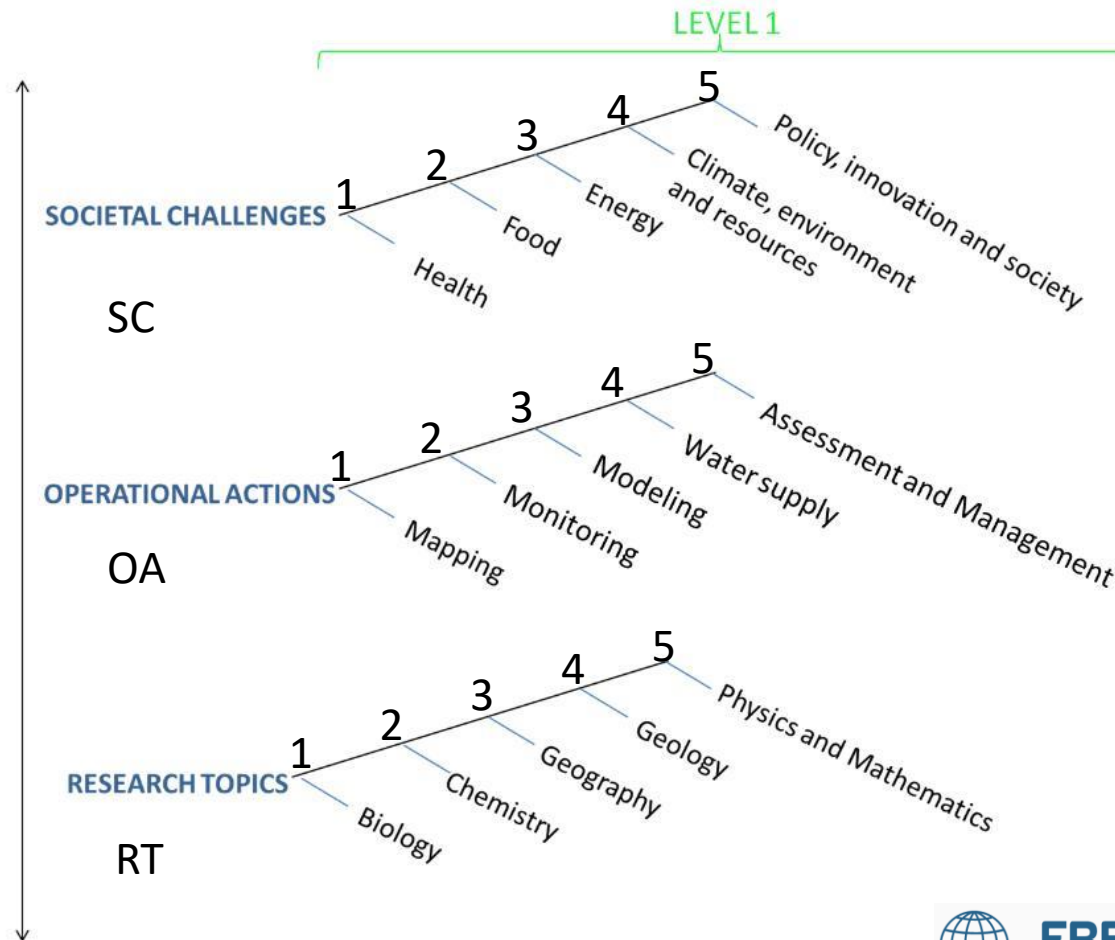 LEVEL 1
SOCIETAL CHALLENGES
SC
1
Health
2
Food
3
Energy
4
Climate, environment
and resources
5
Policy, innovation and society
OPERATIONAL ACTIONS
OA
1
Mapping
2
Monitoring
3
Modeling
4
Water supply
5
Assessment and Management
RESEARCH TOPICS
RT
1
Biology
2
Chemistry
3
Geography
4
Geology
5
Physics and Mathematics